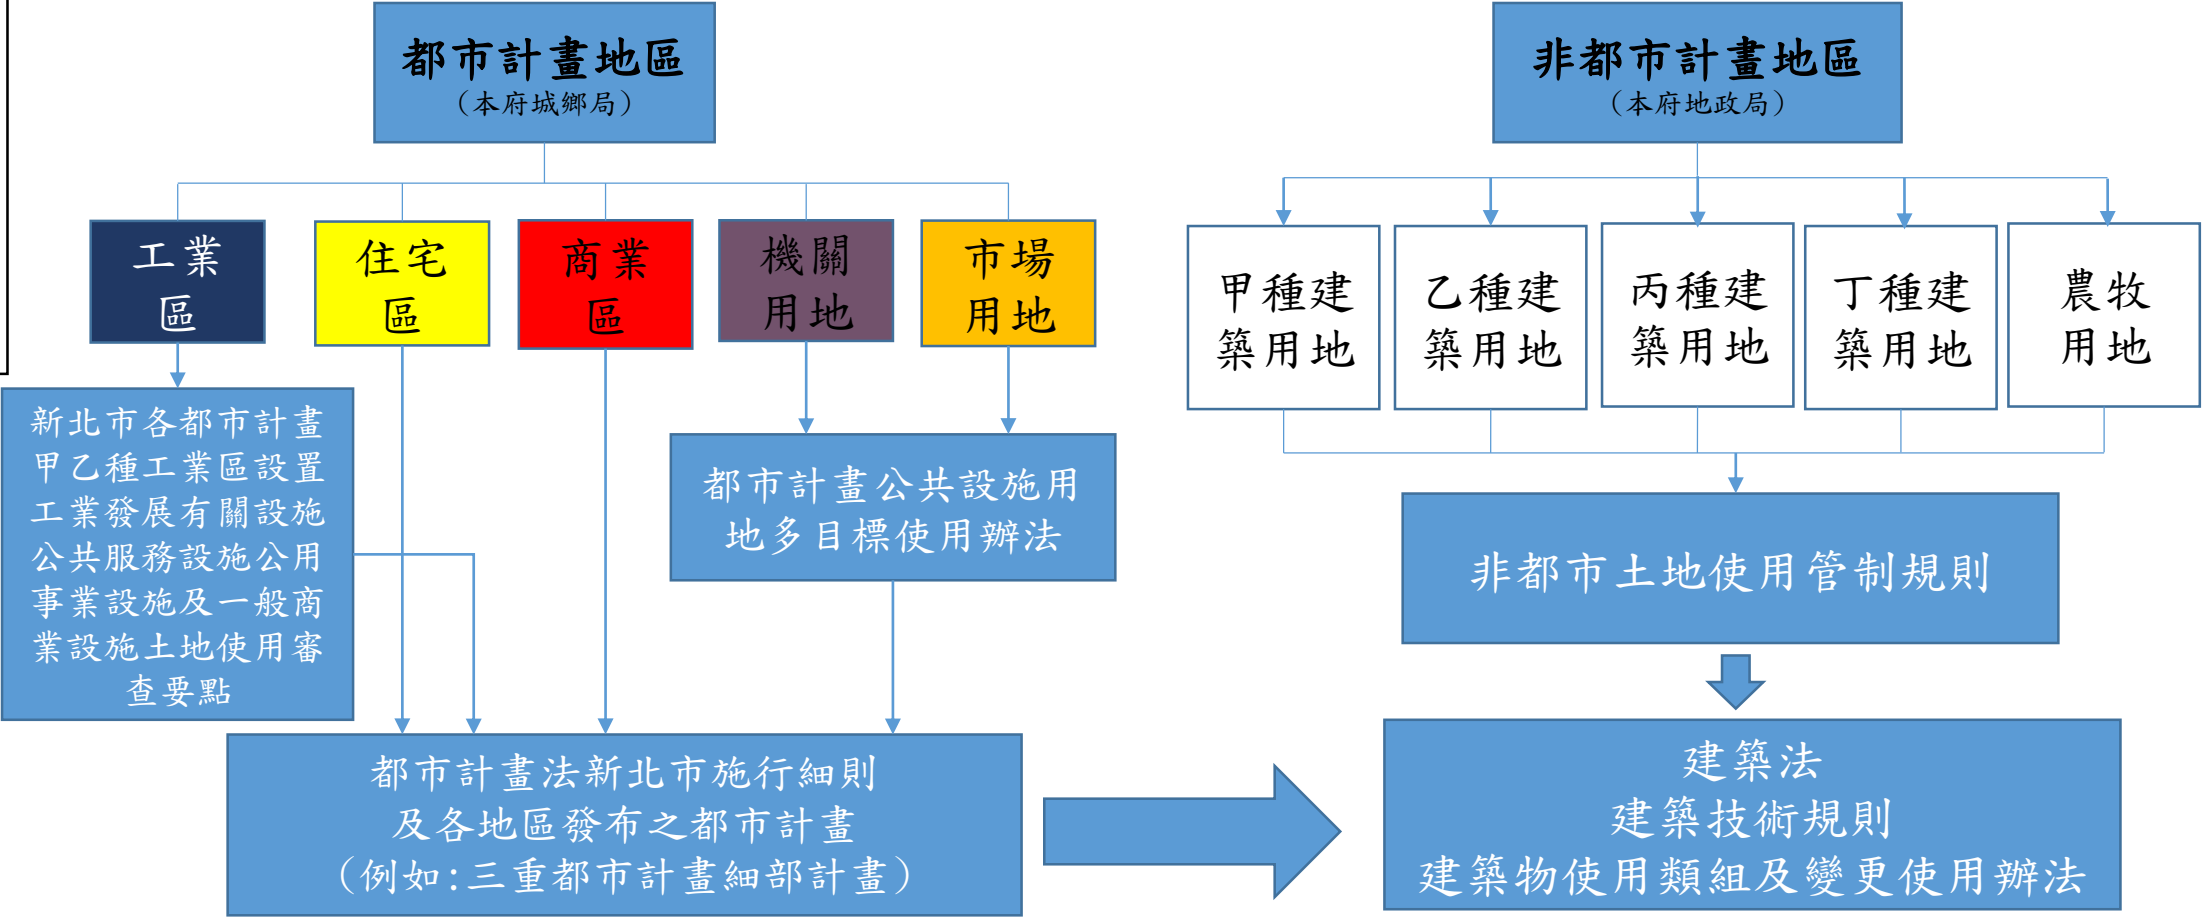 都市計畫地區
（本府城鄉局）
非都市計畫地區
（本府地政局）
工業
區
住宅
區
商業
區
機關
用地
市場
用地
甲種建
築用地
乙種建
築用地
丙種建
築用地
丁種建
築用地
農牧
用地
新北市各都市計畫
甲乙種工業區設置
工業發展有關設施
公共服務設施公用
事業設施及一般商
業設施土地使用審
查要點
都市計畫公共設施用
地多目標使用辦法
非都市土地使用管制規則
都市計畫法新北市施行細則
及各地區發布之都市計畫
（例如:三重都市計畫細部計畫）
建築法
建築技術規則
建築物使用類組及變更使用辦法